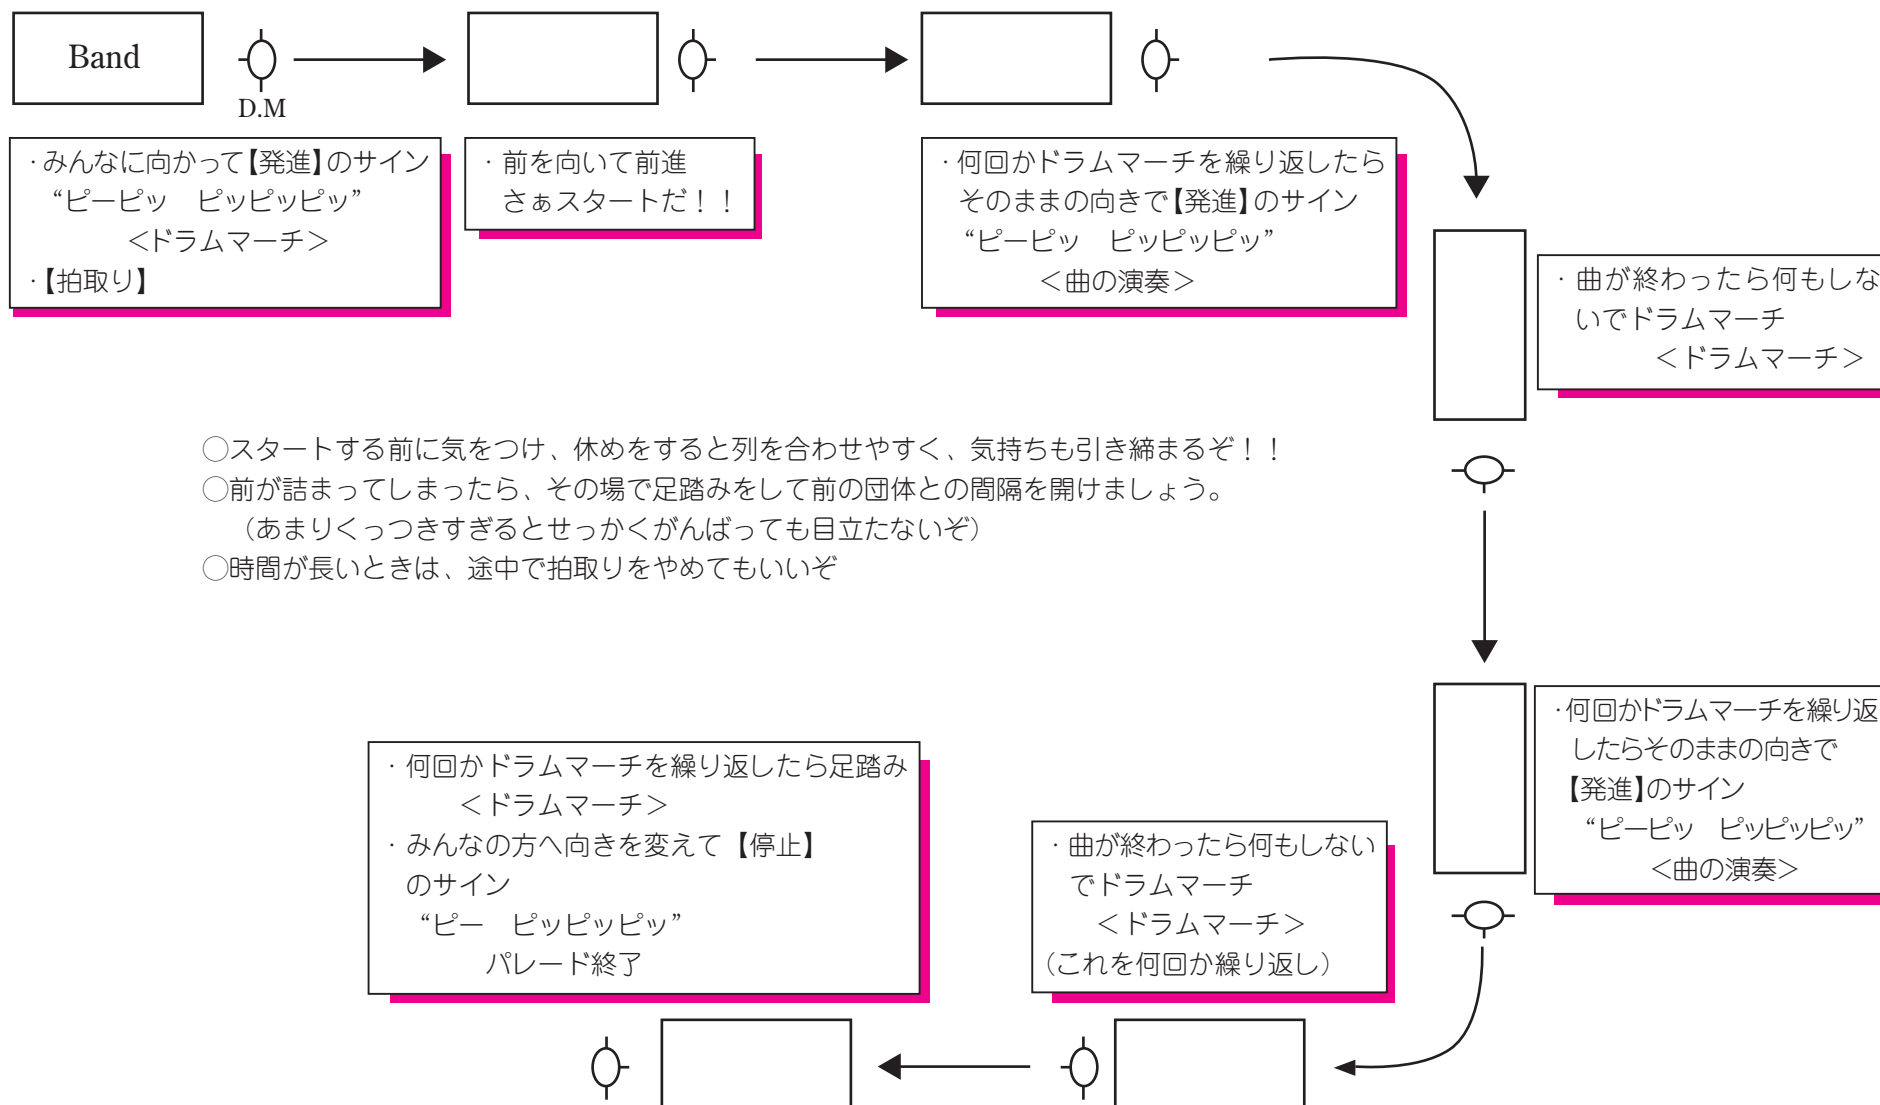 Band
D.M
・みんなに向かって【発進】のサイン
“ピーピッ　ピッピッピッ”
＜ドラムマーチ＞
・【拍取り】
・前を向いて前進
さぁスタートだ！！
・何回かドラムマーチを繰り返したら
そのままの向きで【発進】のサイン
“ピーピッ　ピッピッピッ”
＜曲の演奏＞
・曲が終わったら何もしな
いでドラムマーチ
＜ドラムマーチ＞
○スタートする前に気をつけ、休めをすると列を合わせやすく、気持ちも引き締まるぞ！！
○前が詰まってしまったら、その場で足踏みをして前の団体との間隔を開けましょう。
（あまりくっつきすぎるとせっかくがんばっても目立たないぞ）
○時間が長いときは、途中で拍取りをやめてもいいぞ
・何回かドラムマーチを繰り返
したらそのままの向きで
【発進】のサイン
“ピーピッ　ピッピッピッ”
＜曲の演奏＞
・曲が終わったら何もしない
でドラムマーチ
＜ドラムマーチ＞
（これを何回か繰り返し）
・何回かドラムマーチを繰り返したら足踏み
＜ドラムマーチ＞
・みんなの方へ向きを変えて【停止】
のサイン
“ピー　ピッピッピッ”
パレード終了